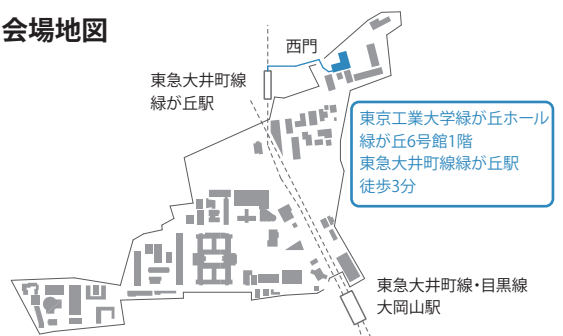 会場地図
西門
東急大井町線
緑が丘駅
東京工業大学緑が丘ホール
緑が丘6号館1階
東急大井町線緑が丘駅
徒歩3分
東急大井町線・目黒線
大岡山駅